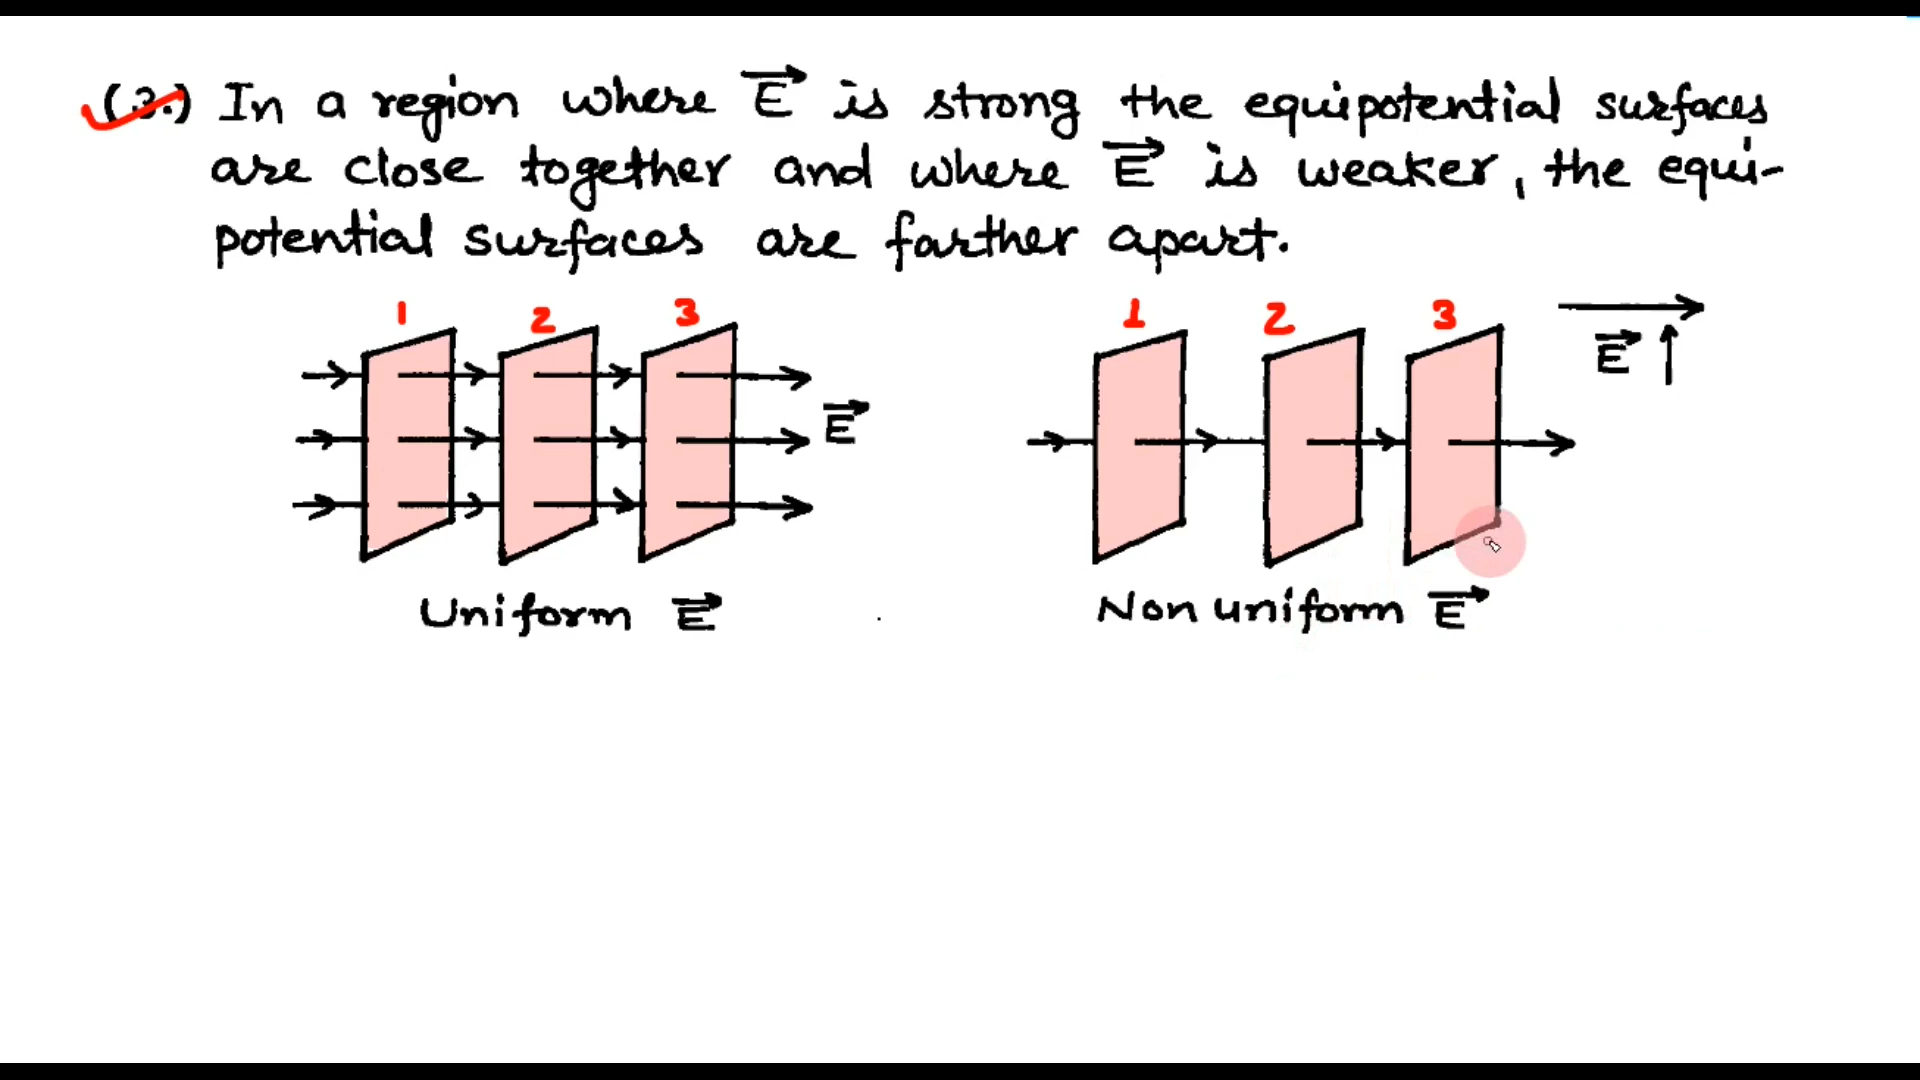 (3.) In a region where E is strong the equipotential surfaces
are close together and where E is weaker, the equi-
potential surfaces are farther apart.
1 2 3
E
Uniform E
1 2 3
E ↑
Non uniform E